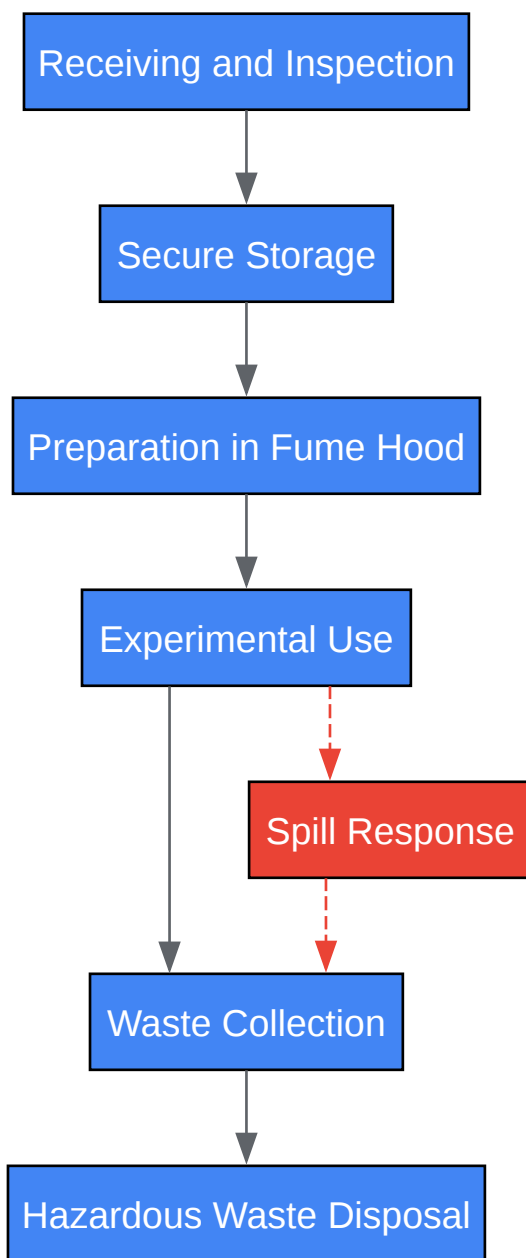 Receiving and Inspection
Secure Storage
Preparation in Fume Hood
Experimental Use
Spill Response
Waste Collection
Hazardous Waste Disposal